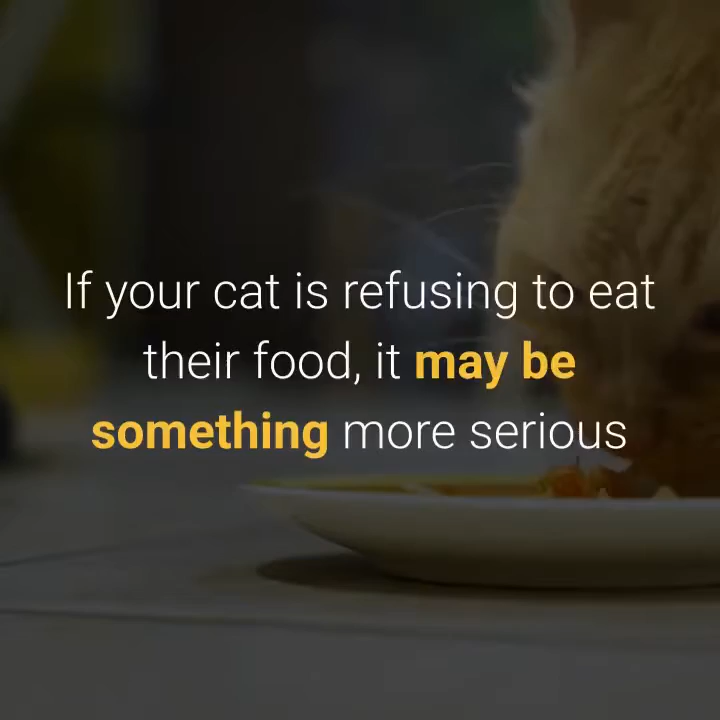 If your cat is refusing to eat
their food, it may be
something more serious